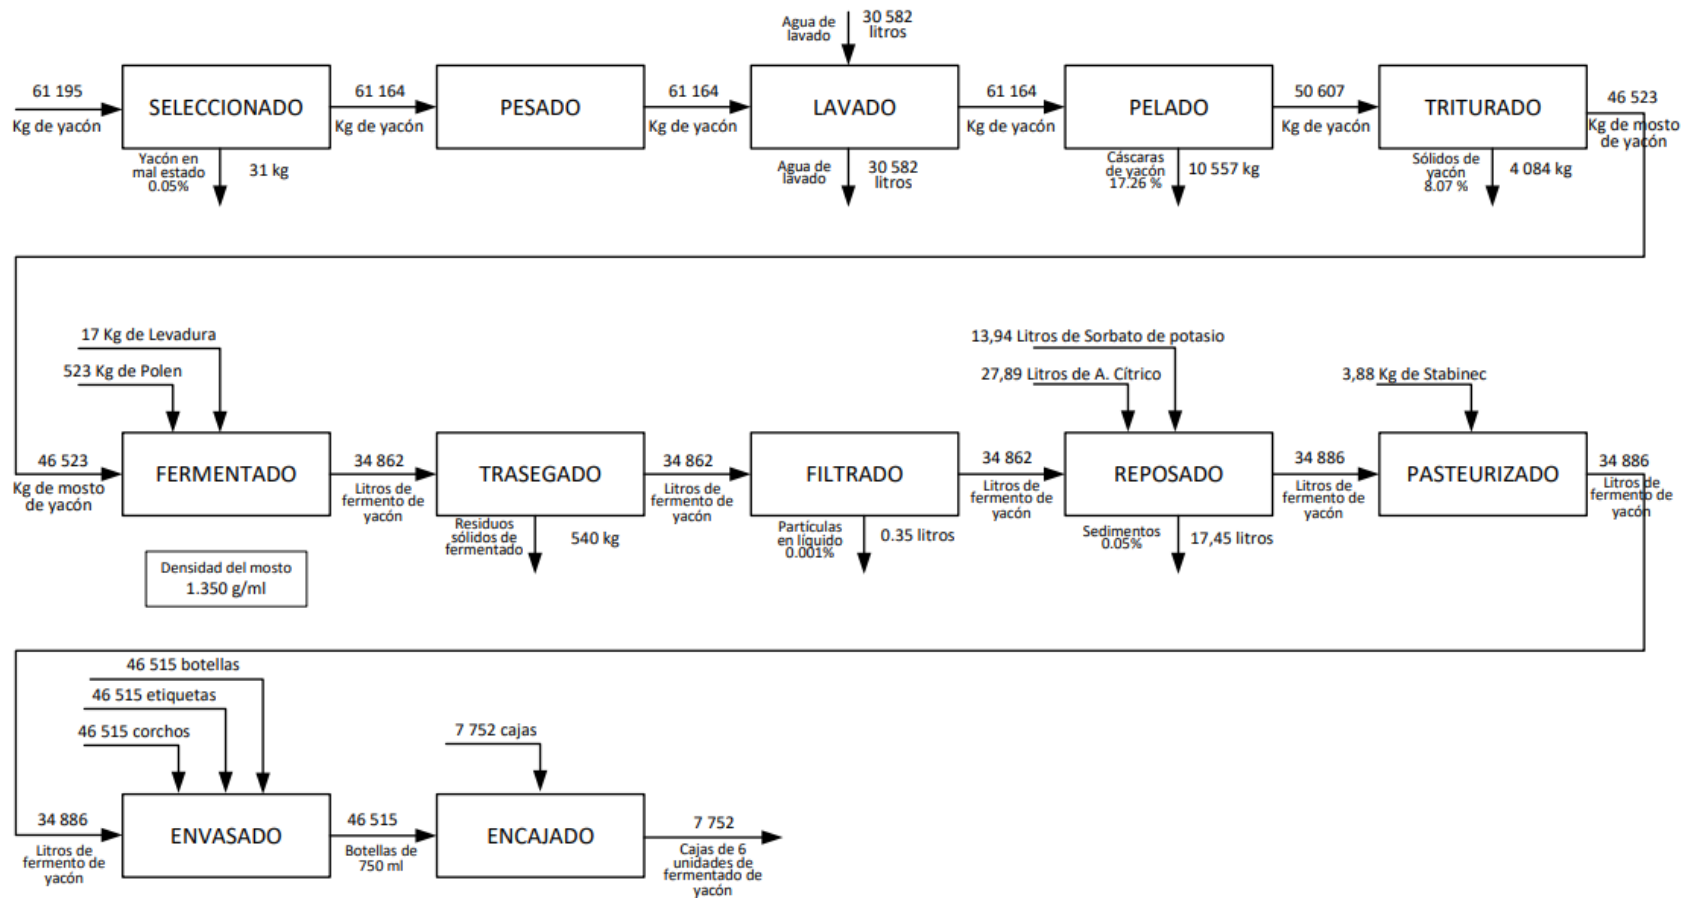 Agua de
lavado
30 582
litros
61 195
Kg de yacón
SELECCIONADO
61 164
Kg de yacón
PESADO
61 164
Kg de yacón
LAVADO
61 164
Kg de yacón
PELADO
50 607
Kg de yacón
TRITURADO
46 523
Kg de mosto
de yacón
Yacón en
mal estado
0.05%
31 kg
Agua de
lavado
30 582
litros
Cáscaras
de yacón
17.26 %
10 557 kg
Sólidos de
yacón
8.07 %
4 084 kg
17 Kg de Levadura
523 Kg de Polen
13,94 Litros de Sorbato de potasio
27,89 Litros de A. Cítrico
3,88 Kg de Stabinec
46 523
Kg de mosto
de yacón
FERMENTADO
34 862
Litros de
fermento de
yacón
TRASEGADO
34 862
Litros de
fermento de
yacón
FILTRADO
34 862
Litros de
fermento de
yacón
REPOSADO
34 886
Litros de
fermento de
yacón
PASTEURIZADO
34 886
Litros de
fermento de
yacón
Residuos
sólidos de
fermentado
540 kg
Partículas
en líquido
0.001%
0.35 litros
Sedimentos
0.05%
17,45 litros
Densidad del mosto
1.350 g/ml
46 515 botellas
46 515 etiquetas
46 515 corchos
7 752 cajas
34 886
Litros de
fermento de
yacón
ENVASADO
46 515
Botellas de
750 ml
ENCAJADO
7 752
Cajas de 6
unidades de
fermentado de
yacón